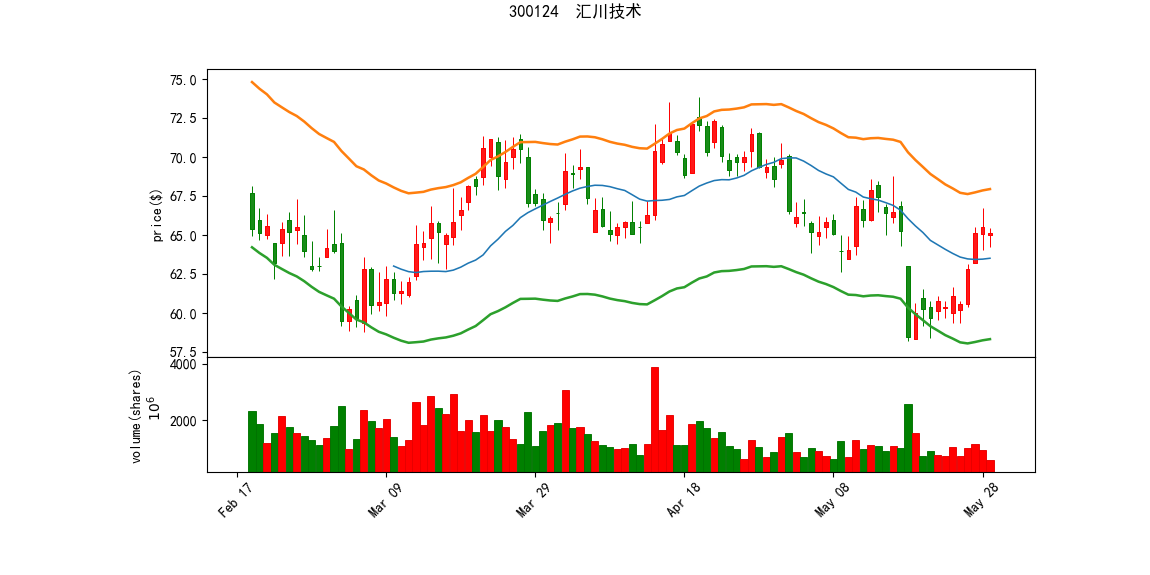 300124 汇川技术
75.0
72.5
70.0
67.5
65.0
62.5
60.0
57.5
price($)
4000
2000
volume(shares)
10^6
Feb 17
Mar 09
Mar 29
Apr 18
May 08
May 28